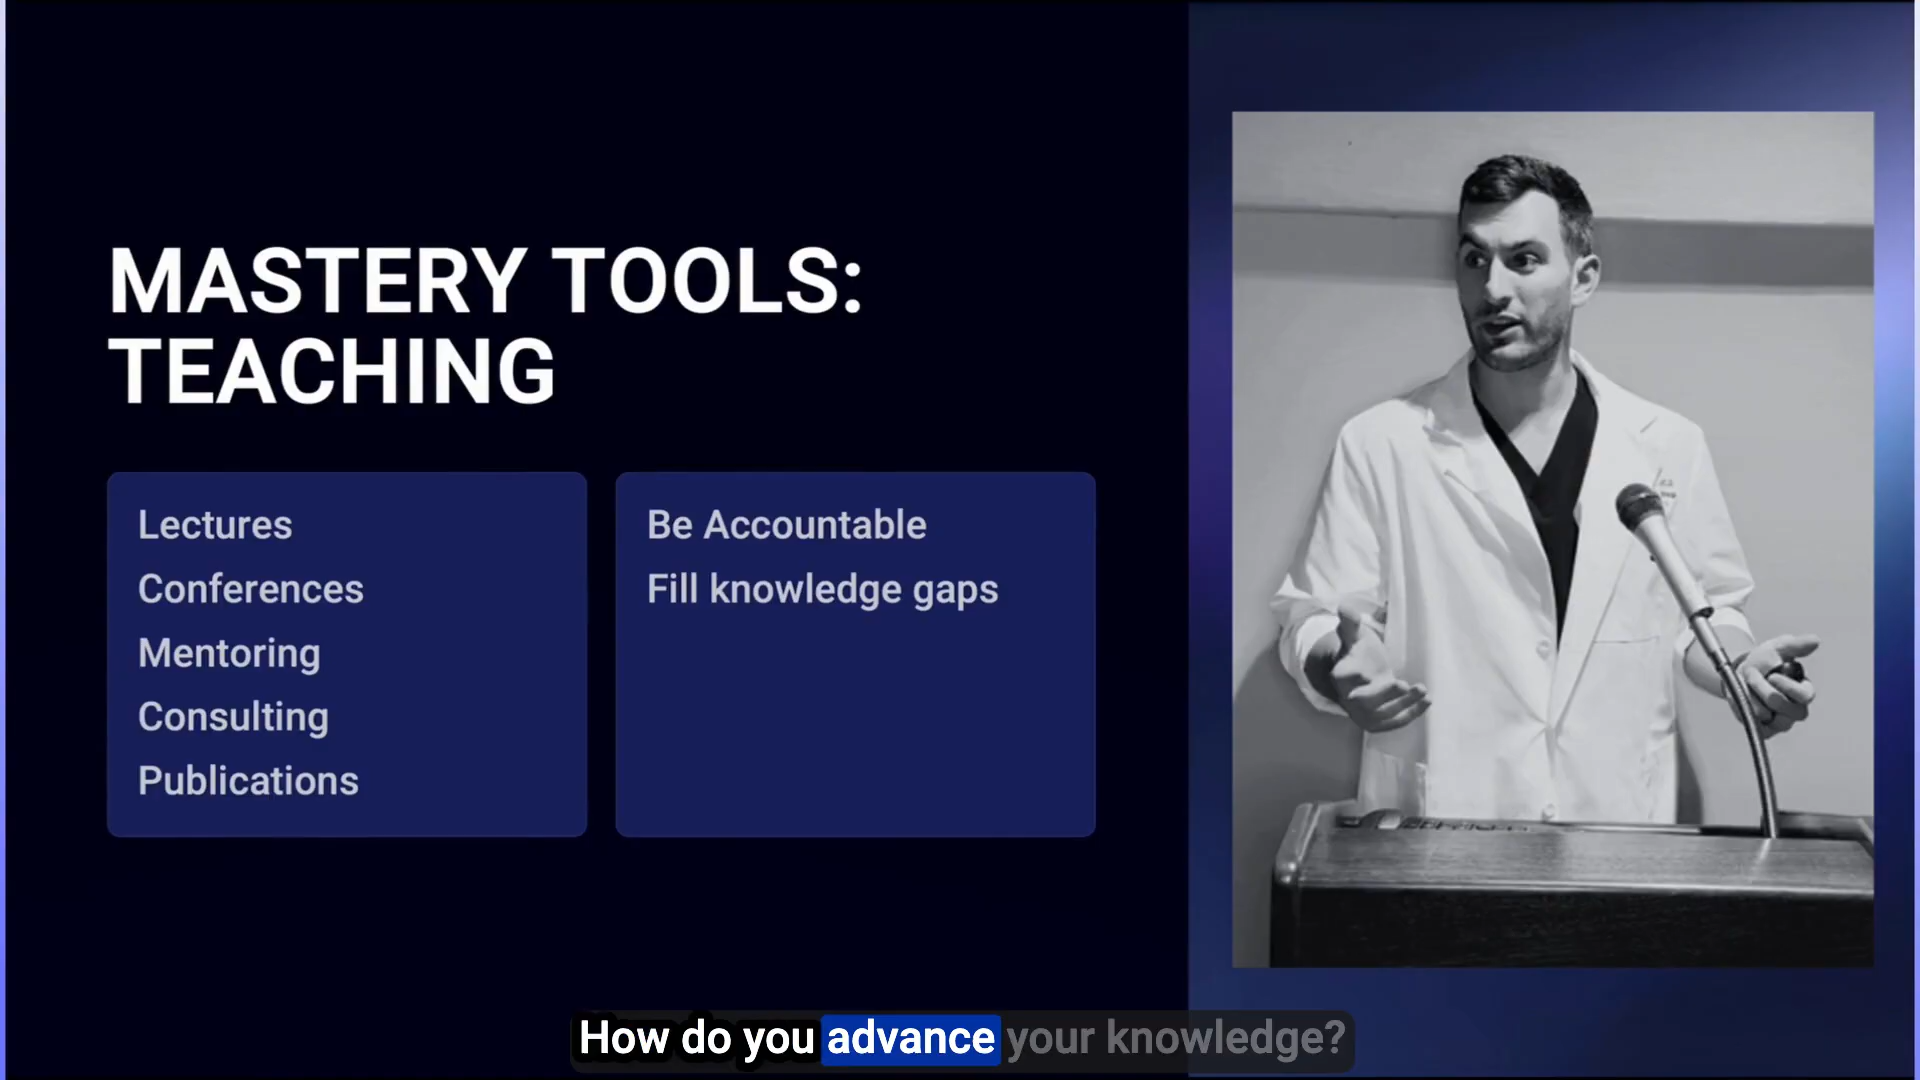 MASTERY TOOLS:
TEACHING
Lectures
Conferences
Mentoring
Consulting
Publications
Be Accountable
Fill knowledge gaps
How do you advance your knowledge?